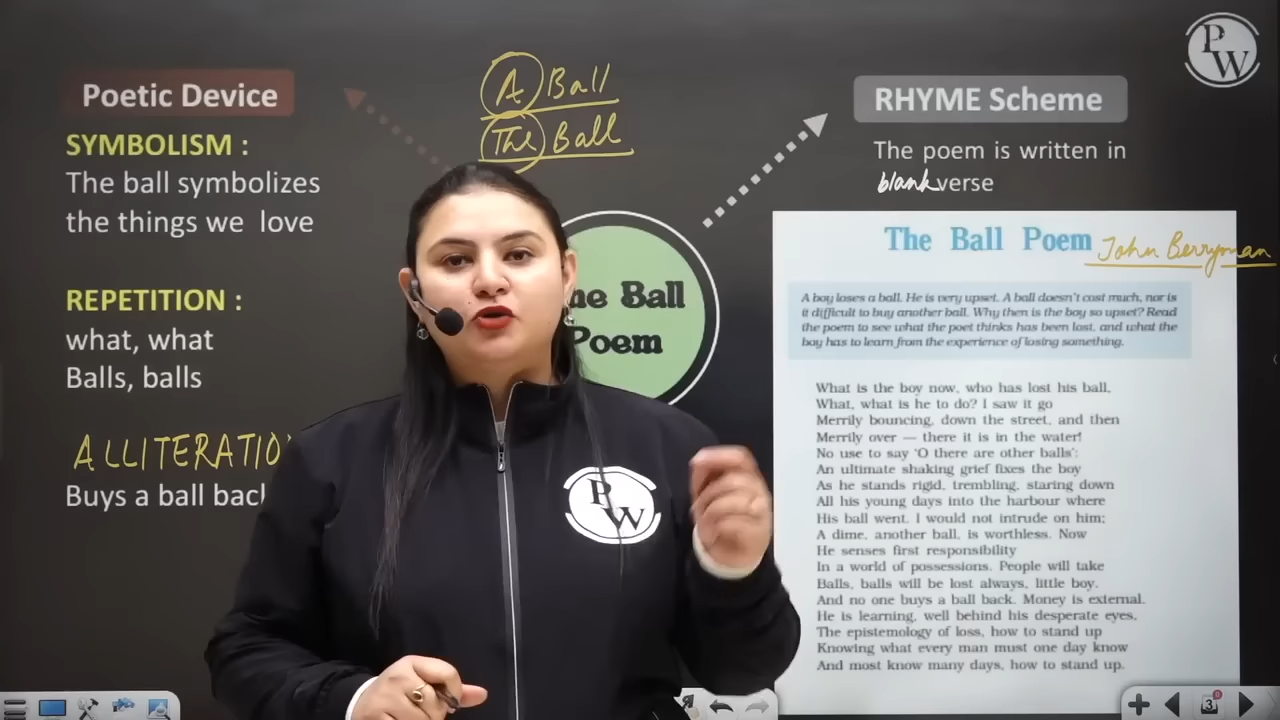 Poetic Device
SYMBOLISM :
The ball symbolizes
the things we love
REPETITION :
what, what
Balls, balls
ALLITERATIO
Buys a ball bac
A Ball
The Ball
he Ball
Poem
RHYME Scheme
The poem is written in
blank verse
PW
The Ball Poem
John Berryman
A boy loses a ball. He is very upset. A ball doesn't cost much, nor is
it difficult to buy another ball. Why then is the boy so upset? Read
the poem to see what the poet thinks has been lost, and what the
boy has to learn from the experience of losing something.
What is the boy now, who has lost his ball,
What, what is he to do? I saw it go
Merrily bouncing, down the street, and then
Merrily over — there it is in the water!
No use to say 'O there are other balls':
An ultimate shaking grief fixes the boy
As he stands rigid, trembling, staring down
All his young days into the harbour where
His ball went. I would not intrude on him;
A dime, another ball, is worthless. Now
He senses first responsibility
In a world of possessions. People will take
Balls, balls will be lost always, little boy.
And no one buys a ball back. Money is external.
He is learning, well behind his desperate eyes,
The epistemology of loss, how to stand up
Knowing what every man must one day know
And most know many days, how to stand up.
PW
3